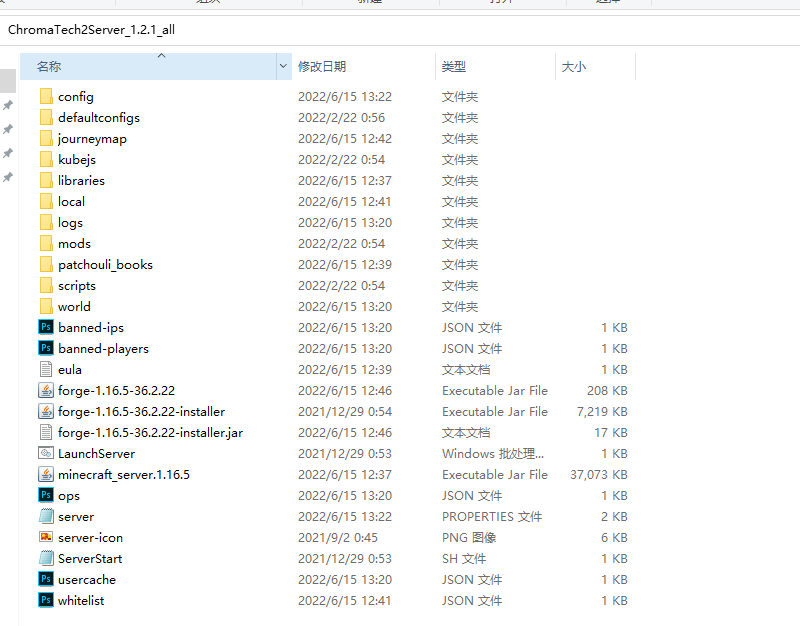 ChromaTech2Server_1.2.1_all
名称 修改日期 类型 大小
config 2022/6/15 13:22 文件夹
defaultconfigs 2022/2/22 0:56 文件夹
journeymap 2022/6/15 12:42 文件夹
kubejs 2022/2/22 0:54 文件夹
libraries 2022/6/15 12:37 文件夹
local 2022/6/15 12:41 文件夹
logs 2022/6/15 13:20 文件夹
mods 2022/2/22 0:54 文件夹
patchouli_books 2022/6/15 12:39 文件夹
scripts 2022/2/22 0:54 文件夹
world 2022/6/15 13:20 文件夹
Ps banned-ips 2022/6/15 13:20 JSON 文件 1 KB
Ps banned-players 2022/6/15 13:20 JSON 文件 1 KB
eula 2022/6/15 12:39 文本文档 1 KB
forge-1.16.5-36.2.22 2022/6/15 12:46 Executable Jar File 208 KB
forge-1.16.5-36.2.22-installer 2021/12/29 0:54 Executable Jar File 7,219 KB
forge-1.16.5-36.2.22-installer.jar 2022/6/15 12:46 文本文档 17 KB
LaunchServer 2021/12/29 0:53 Windows 批处理... 1 KB
minecraft_server.1.16.5 2022/6/15 12:37 Executable Jar File 37,073 KB
Ps ops 2022/6/15 13:20 JSON 文件 1 KB
server 2022/6/15 13:22 PROPERTIES 文件 2 KB
server-icon 2021/9/2 0:45 PNG 图像 6 KB
ServerStart 2021/12/29 0:53 SH 文件 1 KB
Ps usercache 2022/6/15 13:20 JSON 文件 1 KB
Ps whitelist 2022/6/15 12:41 JSON 文件 1 KB